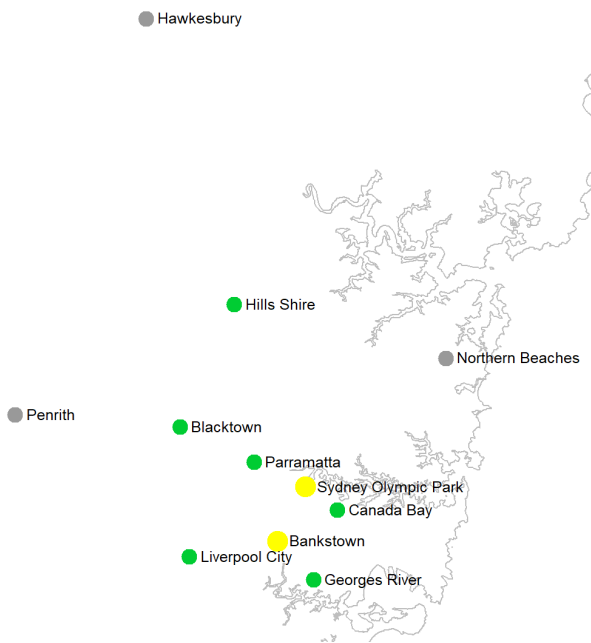 Hawkesbury
Hills Shire
Northern Beaches
Penrith
Blacktown
Parramatta
Sydney Olympic Park
Canada Bay
Bankstown
Liverpool City
Georges River